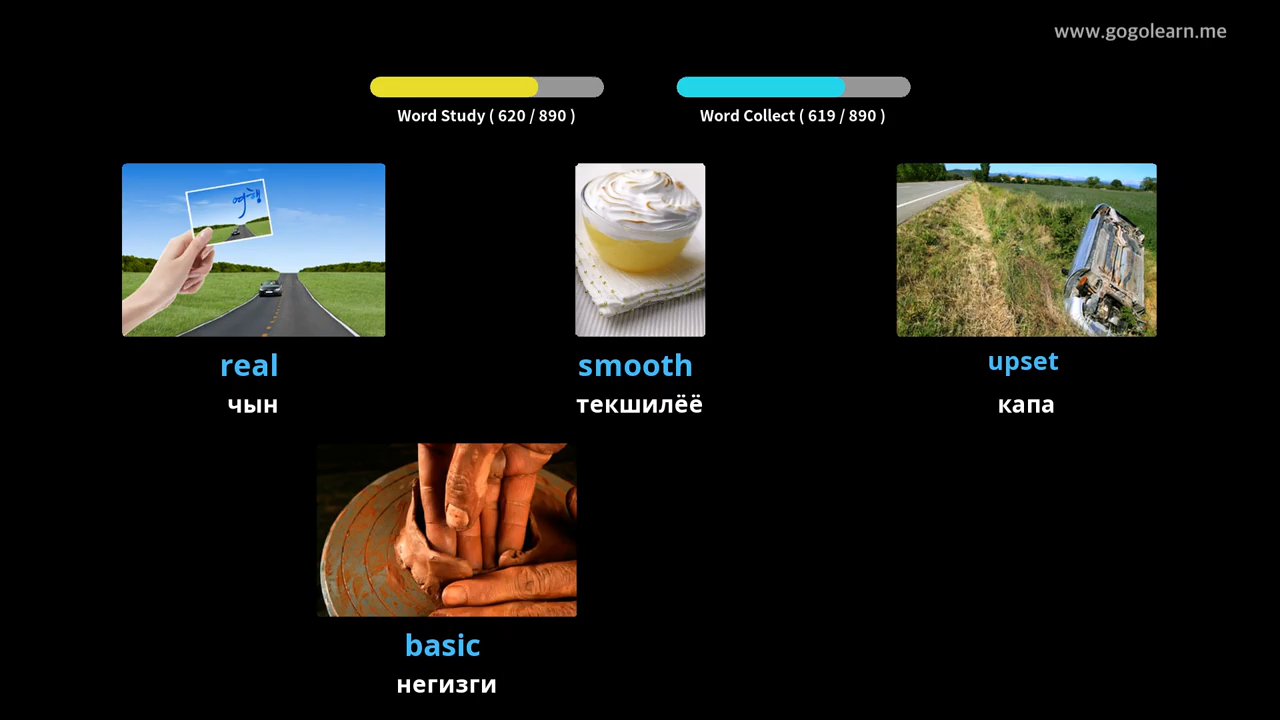 www.gogolearn.me
Word Study ( 620 / 890 )
Word Collect ( 619 / 890 )
real
чын
smooth
текшилёё
upset
капа
basic
негизги